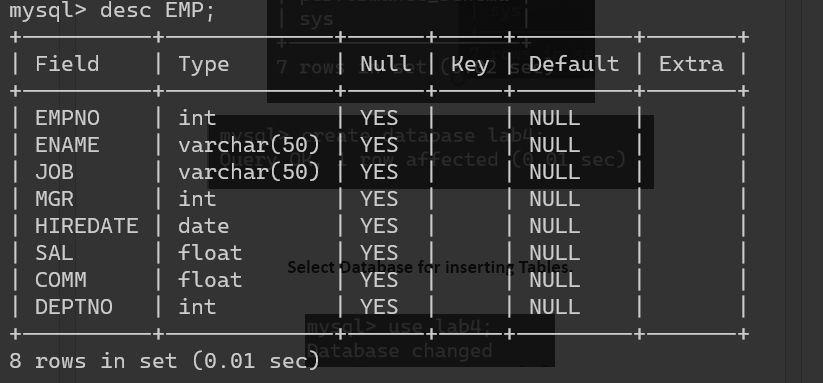 mysql> desc EMP;
+----------+-------------+------+-----+---------+-------+
| Field    | Type        | Null | Key | Default | Extra |
+----------+-------------+------+-----+---------+-------+
| EMPNO    | int         | YES  |     | NULL    |       |
| ENAME    | varchar(50) | YES  |     | NULL    |       |
| JOB      | varchar(50) | YES  |     | NULL    |       |
| MGR      | int         | YES  |     | NULL    |       |
| HIREDATE | date        | YES  |     | NULL    |       |
| SAL      | float       | YES  |     | NULL    |       |
| COMM     | float       | YES  |     | NULL    |       |
| DEPTNO   | int         | YES  |     | NULL    |       |
+----------+-------------+------+-----+---------+-------+
8 rows in set (0.01 sec)
sys
7 rows in set
mysql> create database lab4;
Query OK, 1 row affected (0.01 sec)
Select Database for inserting Tables.
mysql> use lab4;
Database changed